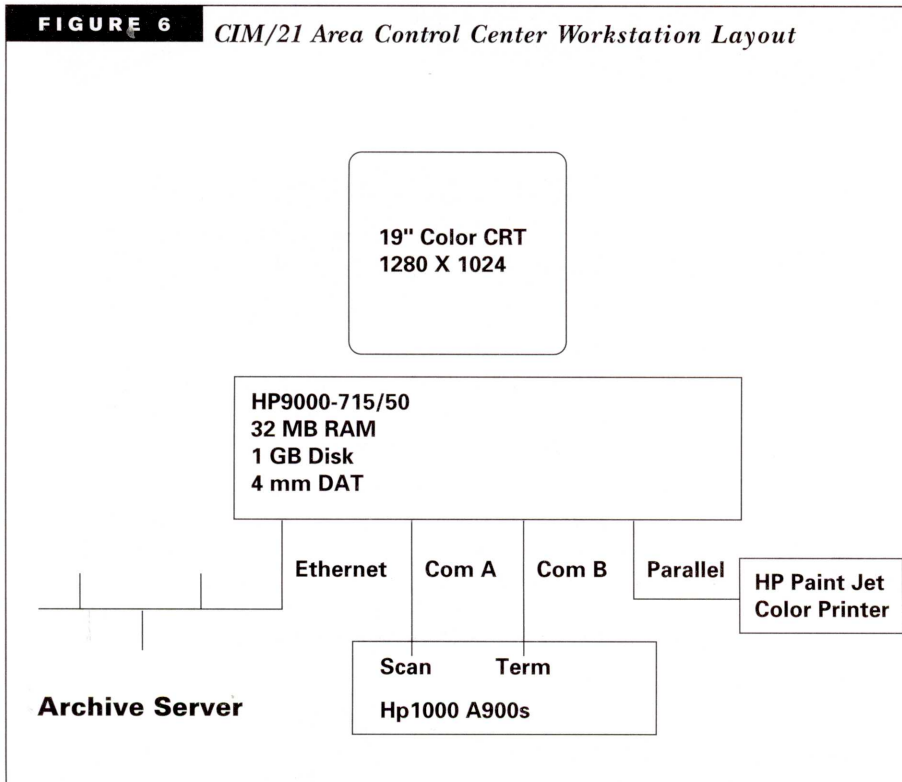 FIGURE 6
CIM/21 Area Control Center Workstation Layout
19" Color CRT
1280 X 1024
HP9000-715/50
32 MB RAM
1 GB Disk
4 mm DAT
Ethernet
Com A
Com B
Parallel
HP Paint Jet
Color Printer
Scan
Term
Archive Server
Hp1000 A900s